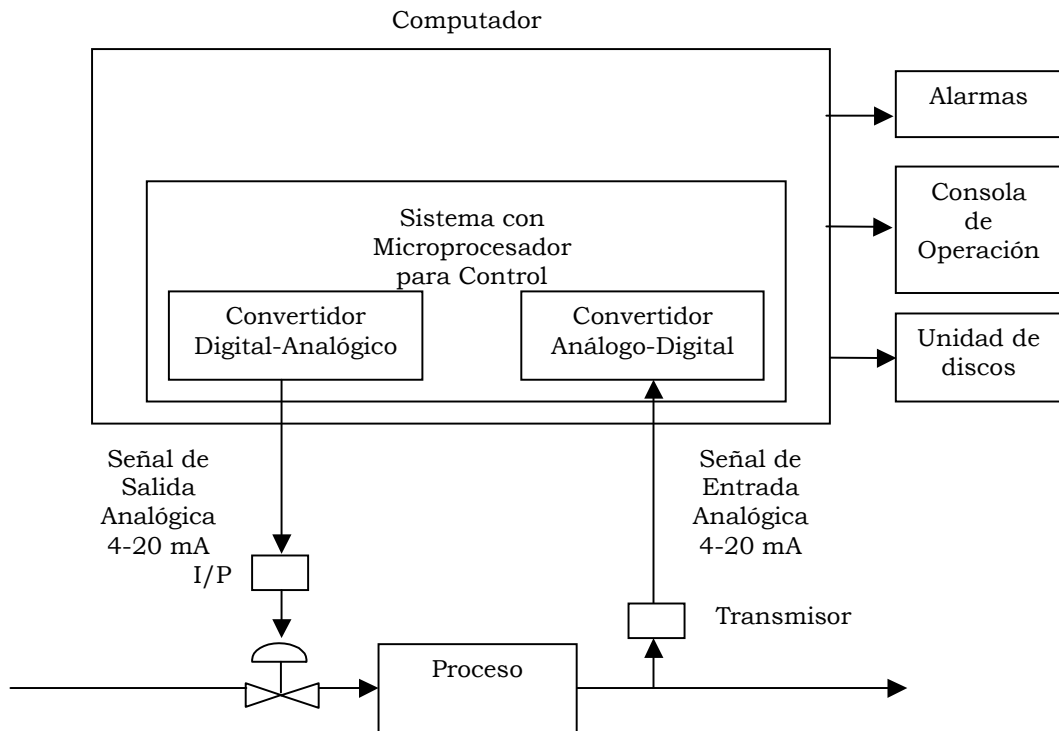 Computador
Alarmas
Consola
de
Operación
Unidad de
discos
Sistema con
Microprocesador
para Control
Convertidor
Digital-Analógico
Convertidor
Análogo-Digital
Señal de
Salida
Analógica
4-20 mA
I/P
Señal de
Entrada
Analógica
4-20 mA
Transmisor
Proceso